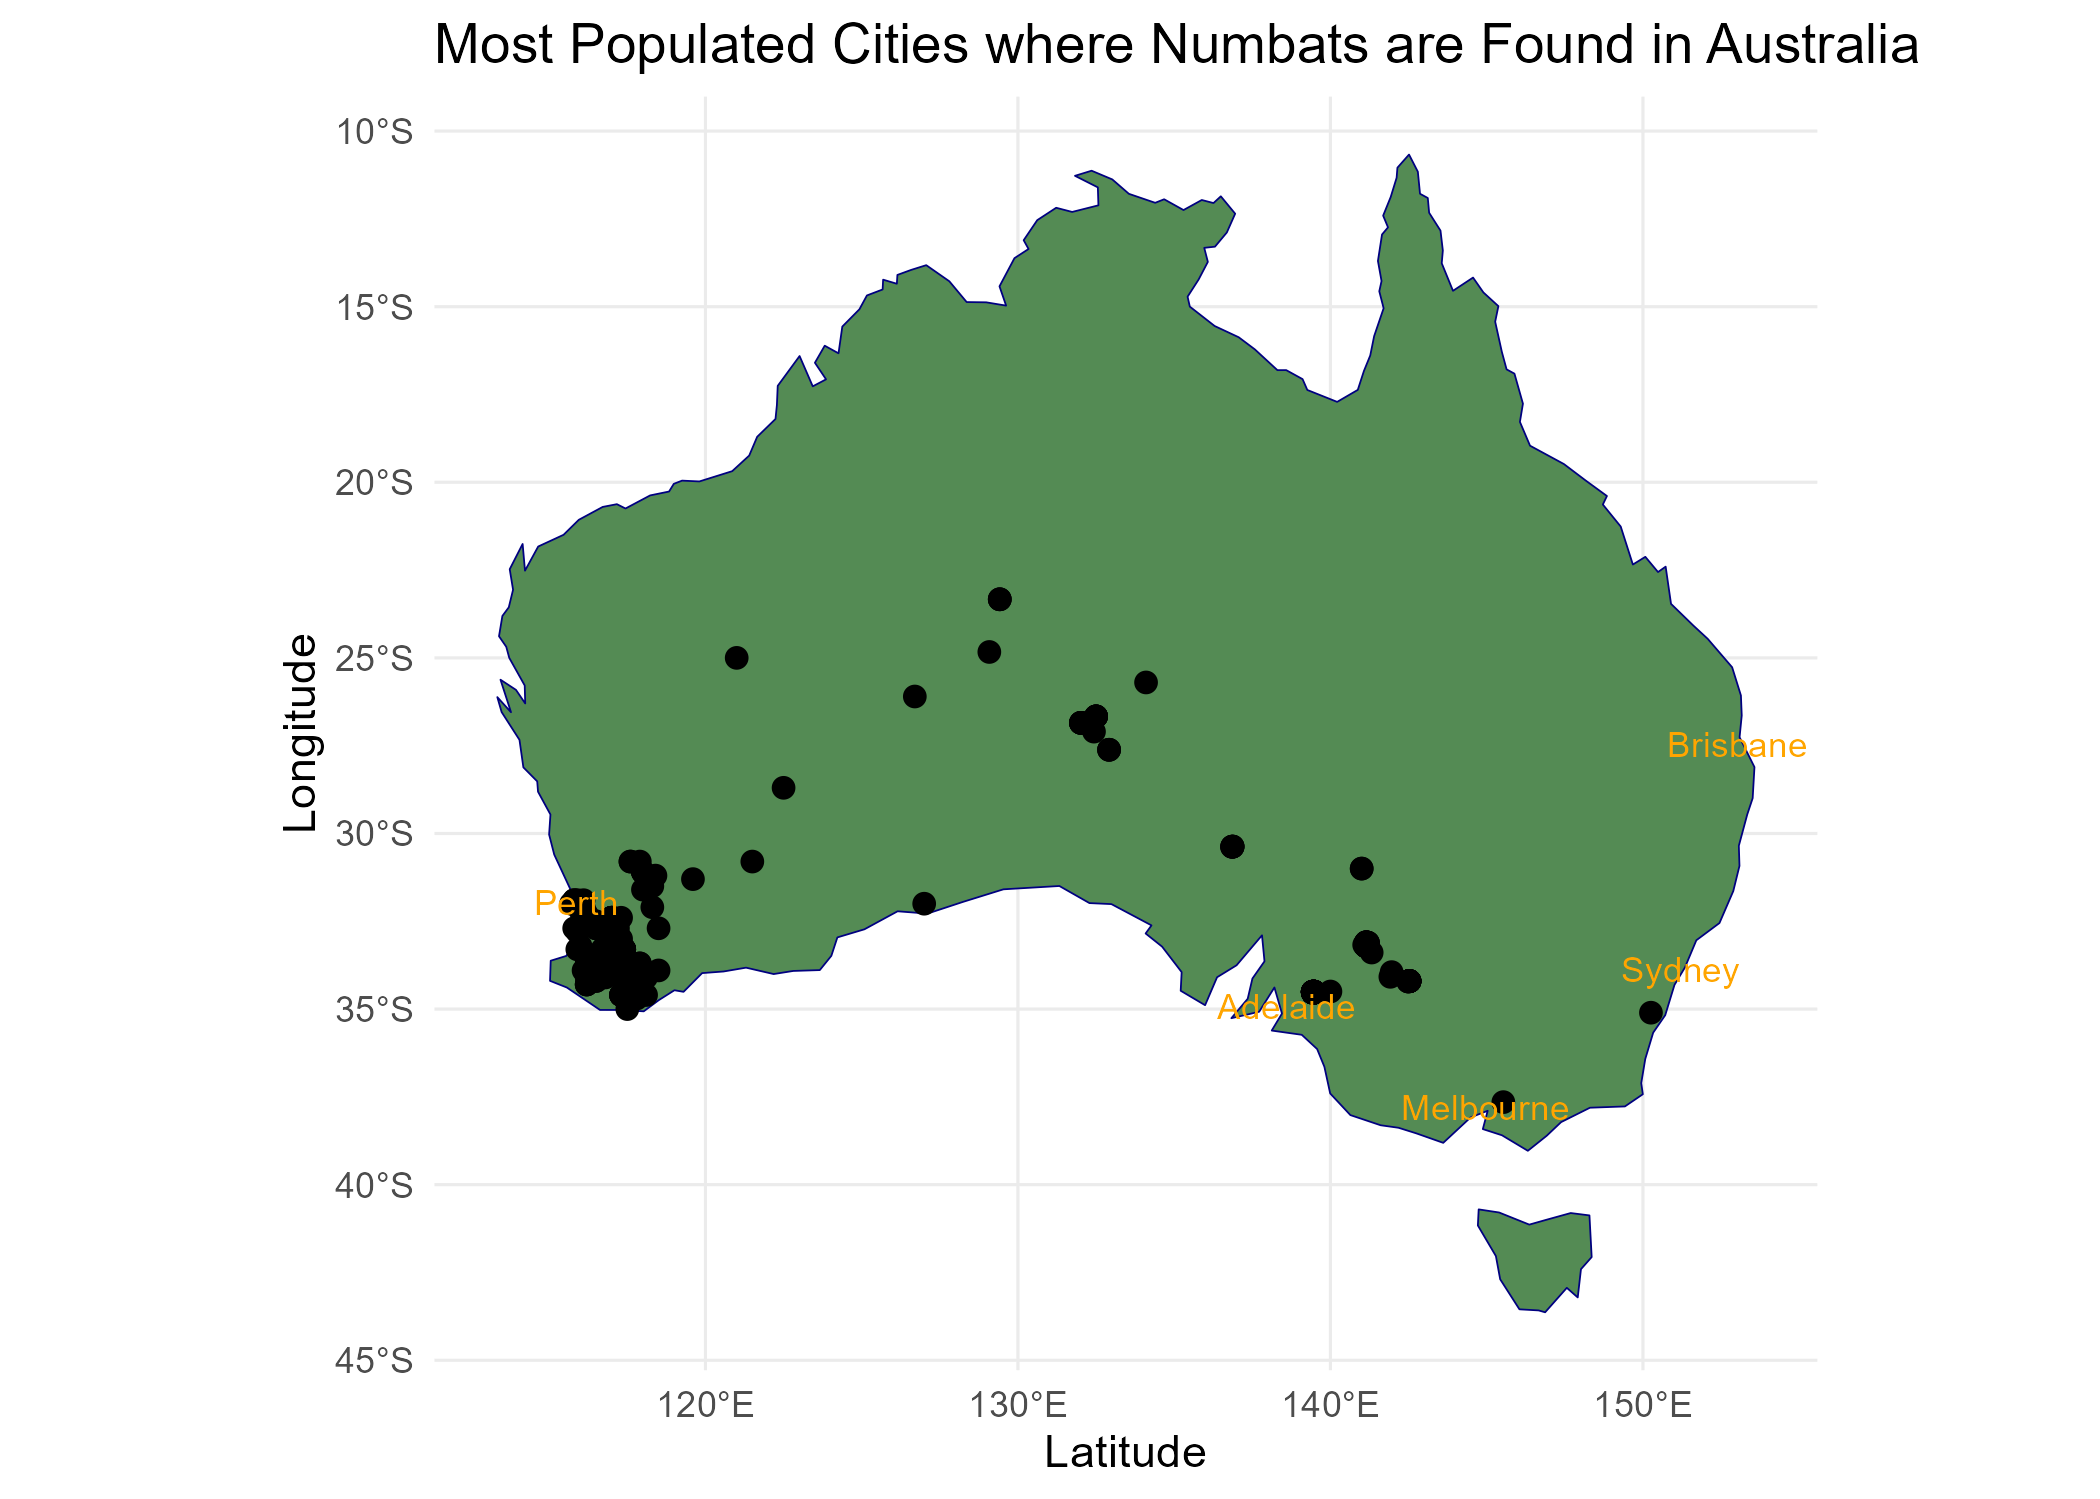 Most Populated Cities where Numbats are Found in Australia
10°S
15°S
20°S
25°S
30°S
35°S
40°S
45°S
Longitude
Brisbane
Perth
Sydney
Adelaide
Melbourne
120°E
130°E
140°E
150°E
Latitude